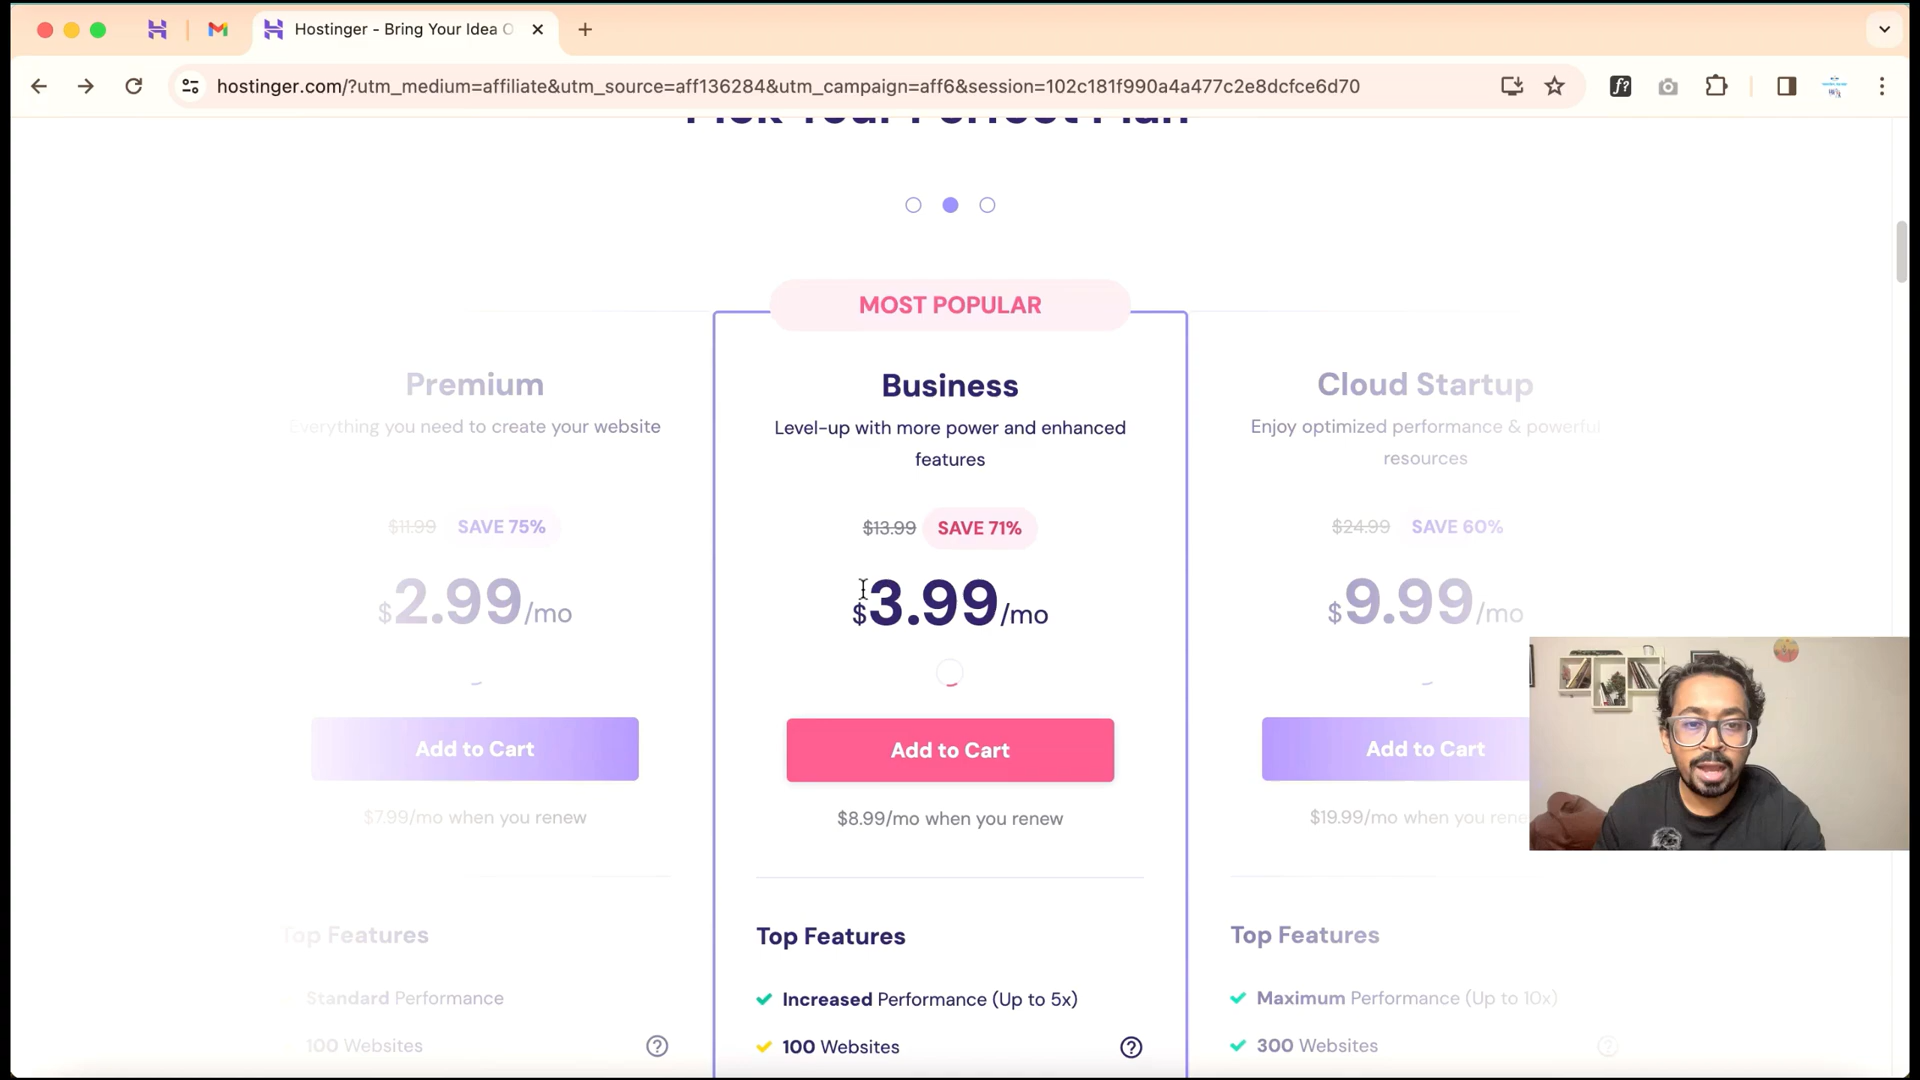 Hostinger - Bring Your Idea O
hostinger.com/?utm_medium=affiliate&utm_source=aff136284&utm_campaign=aff6&session=102c181f990a4a477c2e8dcfce6d70
Pick Your Perfect Plan
MOST POPULAR
Premium
Everything you need to create your website
$11.99 SAVE 75%
$2.99/mo
Add to Cart
$7.99/mo when you renew
Top Features
Standard Performance
100 Websites
Business
Level-up with more power and enhanced
features
$13.99 SAVE 71%
$3.99/mo
Add to Cart
$8.99/mo when you renew
Top Features
Increased Performance (Up to 5x)
100 Websites
Cloud Startup
Enjoy optimized performance & powerful
resources
$24.99 SAVE 60%
$9.99/mo
Add to Cart
$19.99/mo when you rene
Top Features
Maximum Performance (Up to 10x)
300 Websites